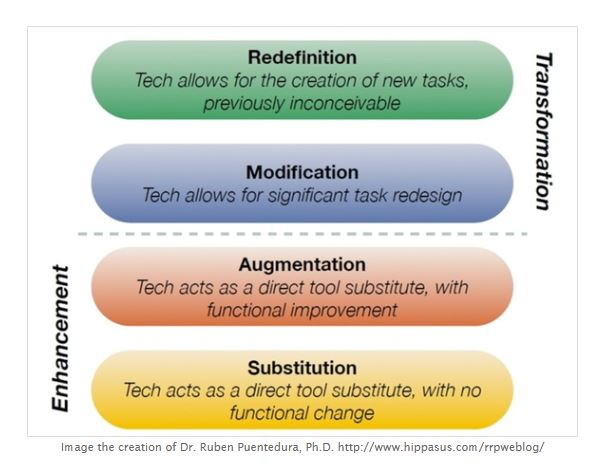 Redefinition
Tech allows for the creation of new tasks,
previously inconceivable
Transformation
Modification
Tech allows for significant task redesign
Augmentation
Tech acts as a direct tool substitute, with
functional improvement
Enhancement
Substitution
Tech acts as a direct tool substitute, with no
functional change
Image the creation of Dr. Ruben Puentedura, Ph.D. http://www.hippasus.com/rrpweblog/